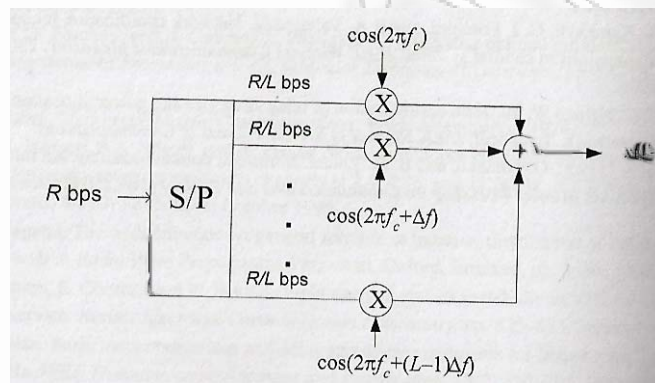 cos(2πf_c)
R/L bps
X
R/L bps
X
+
R bps
S/P
cos(2πf_c+Δf)
R/L bps
X
cos(2πf_c+(L−1)Δf)